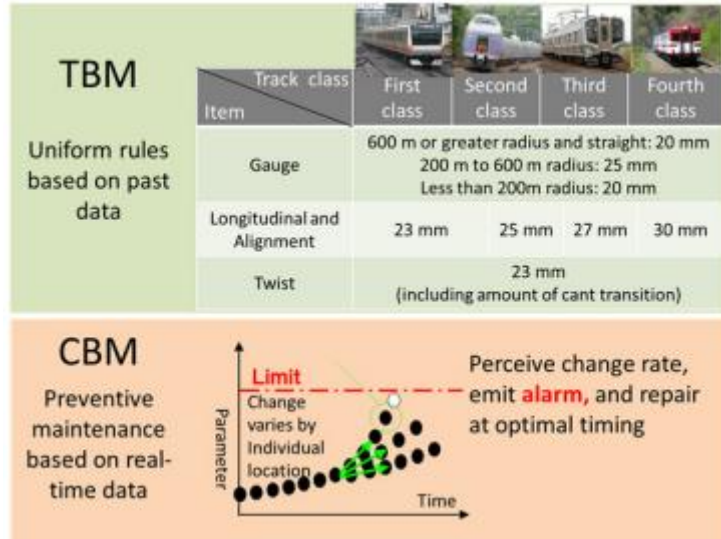 TBM
Uniform rules
based on past
data
Track class
Item
First
class
Second
class
Third
class
Fourth
class
Gauge
600 m or greater radius and straight: 20 mm
200 m to 600 m radius: 25 mm
Less than 200m radius: 20 mm
Longitudinal and
Alignment
23 mm
25 mm
27 mm
30 mm
Twist
23 mm
(including amount of cant transition)
CBM
Preventive
maintenance
based on real-
time data
Parameter
Limit
Change
varies by
Individual
location
Time
Perceive change rate,
emit alarm, and repair
at optimal timing